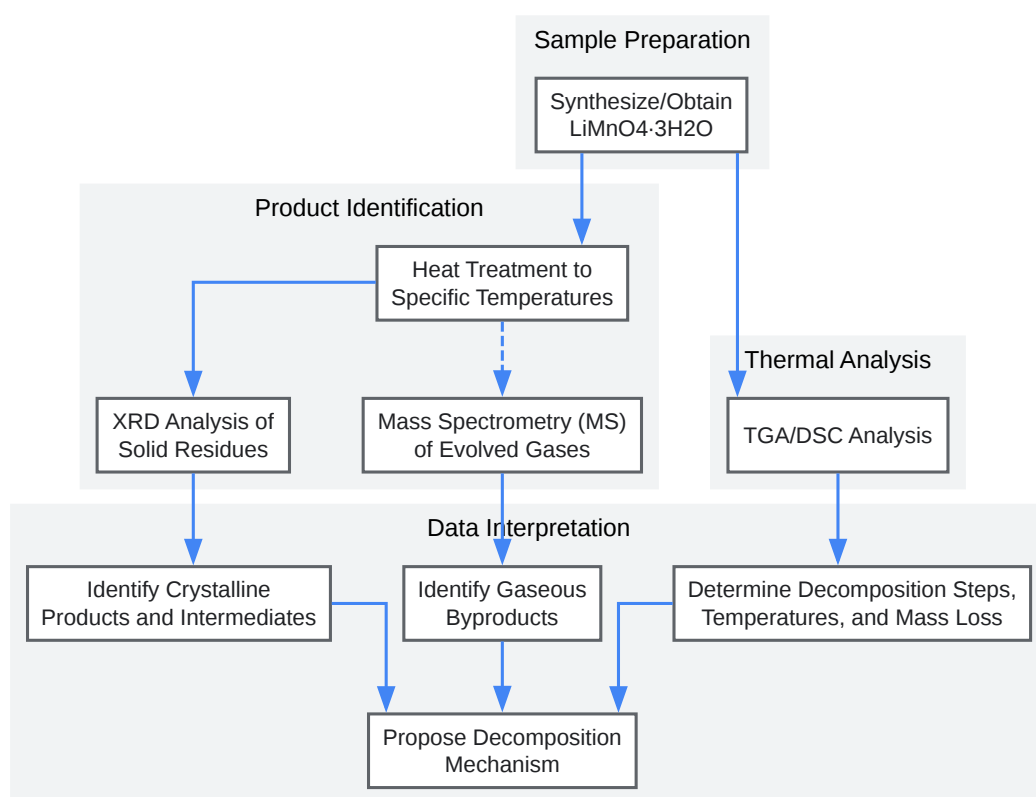 Sample Preparation
Synthesize/Obtain
LiMnO4·3H2O
Product Identification
Heat Treatment to
Specific Temperatures
Thermal Analysis
XRD Analysis of
Solid Residues
Mass Spectrometry (MS)
of Evolved Gases
TGA/DSC Analysis
Data Interpretation
Identify Crystalline
Products and Intermediates
Identify Gaseous
Byproducts
Determine Decomposition Steps,
Temperatures, and Mass Loss
Propose Decomposition
Mechanism